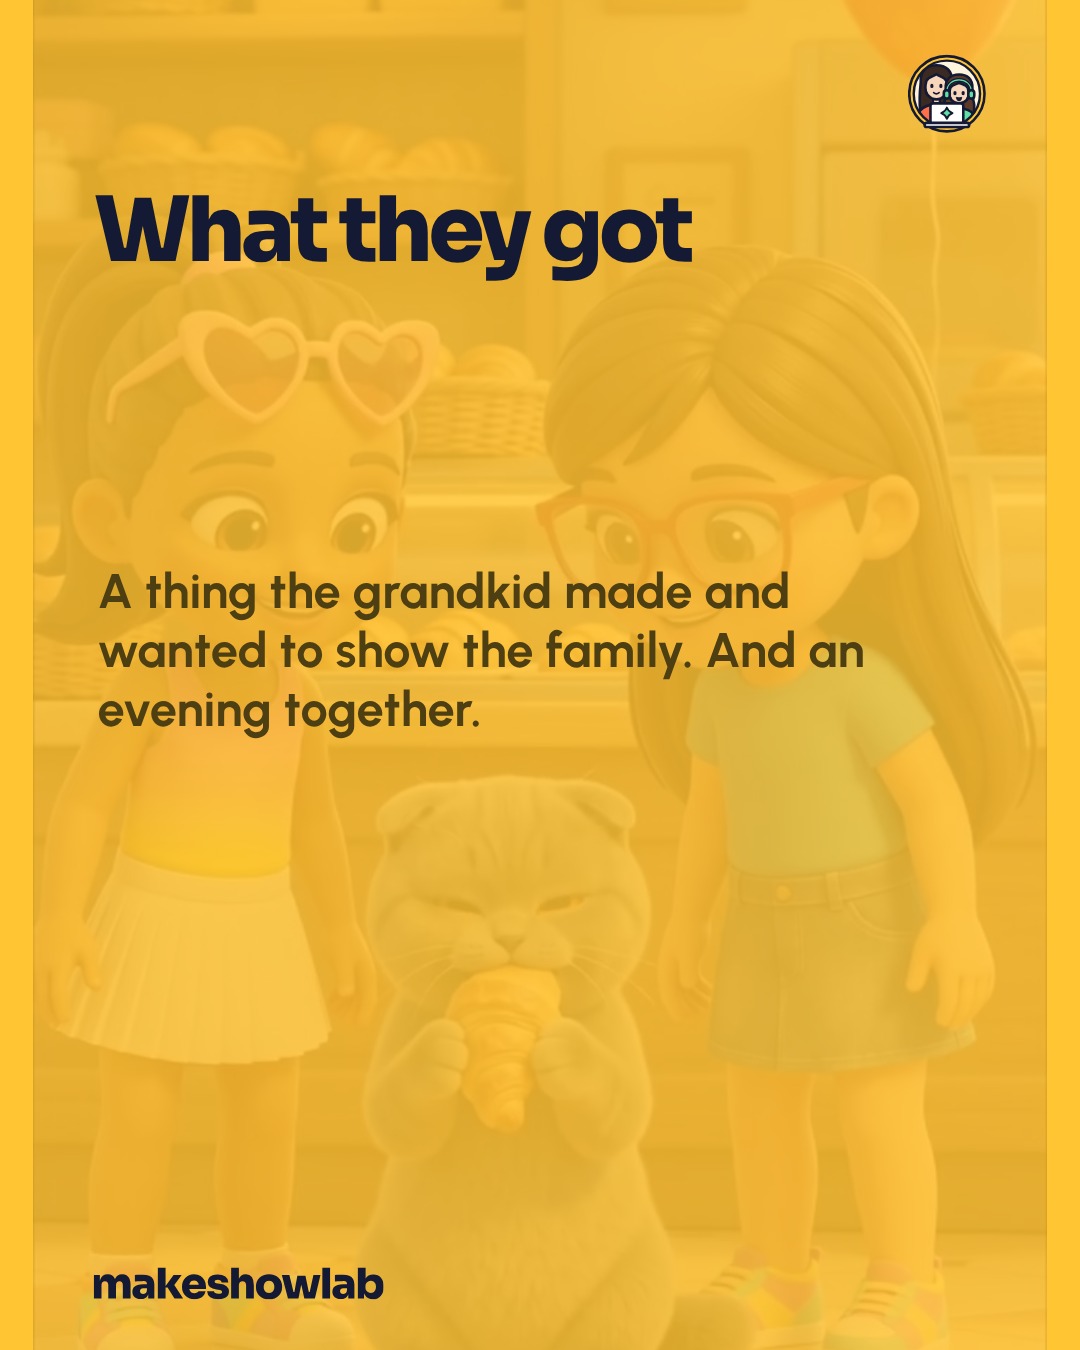 What they got
A thing the grandkid made and
wanted to show the family. And an
evening together.
makeshowlab